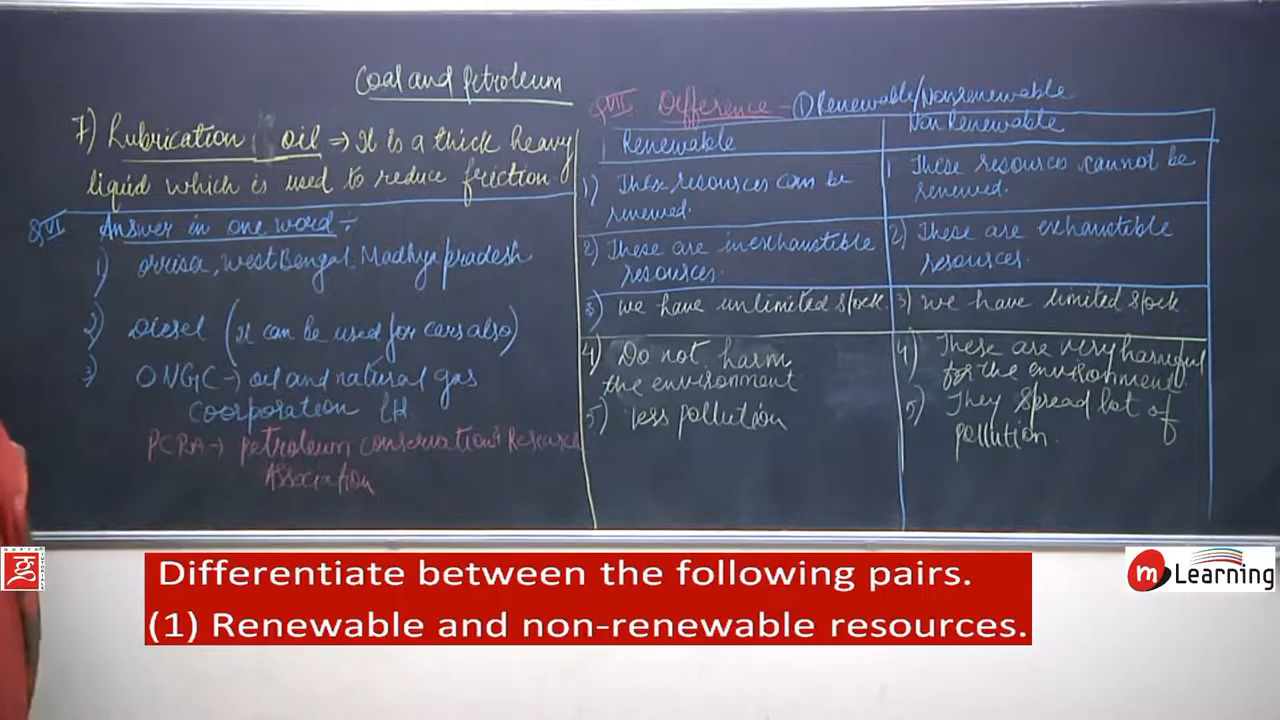 Coal and Petroleum
7) Lubrication oil → It is a thick heavy
liquid which is used to reduce friction.
QVI Answer in one word ÷
1) orrisa, West Bengal, Madhya pradesh
2) Diesel (it can be used for cars also)
3) ONGC → oil and natural gas
Coorporation ltd
PCRA → petroleum conservation Research
Association
QVII Difference - ① Renewable/Nonrenewable
Renewable
1) These resources can be
renewed.
2) These are inexhaustible
resources.
3) we have unlimited stock.
4) Do not harm
the environment
5) less pollution
Non Renewable
1 These resources cannot be
renewed.
2) These are exhaustible
resources.
3) we have limited stock.
4) These are very harmful
for the environment.
5) They spread lot of
pollution.
Differentiate between the following pairs.
(1) Renewable and non-renewable resources.
m Learning